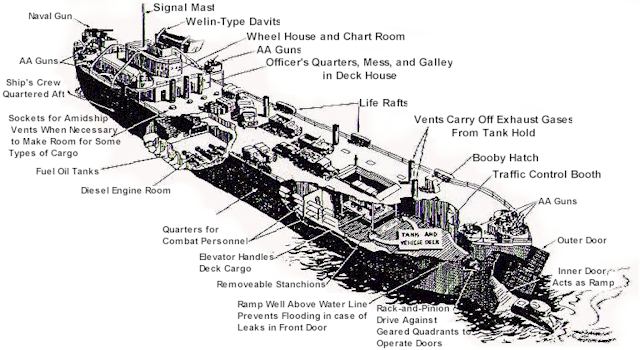 Signal Mast
Naval Gun
Welin-Type Davits
Wheel House and Chart Room
AA Guns
AA Guns
Officer's Quarters, Mess, and Galley
in Deck House
Ship's Crew
Quartered Aft
Life Rafts
Sockets for Amidship
Vents When Necessary
to Make Room for Some
Types of Cargo
Vents Carry Off Exhaust Gases
From Tank Hold
Fuel Oil Tanks
Booby Hatch
Diesel Engine Room
Traffic Control Booth
AA Guns
Quarters for
Combat Personnel
TANK AND
VEHICLE DECK
Outer Door
Elevator Handles
Deck Cargo
Inner Door,
Acts as Ramp
Removeable Stanchions
Ramp Well Above Water Line
Prevents Flooding in case of
Leaks in Front Door
Rack-and-Pinion
Drive Against
Geared Quadrants to
Operate Doors